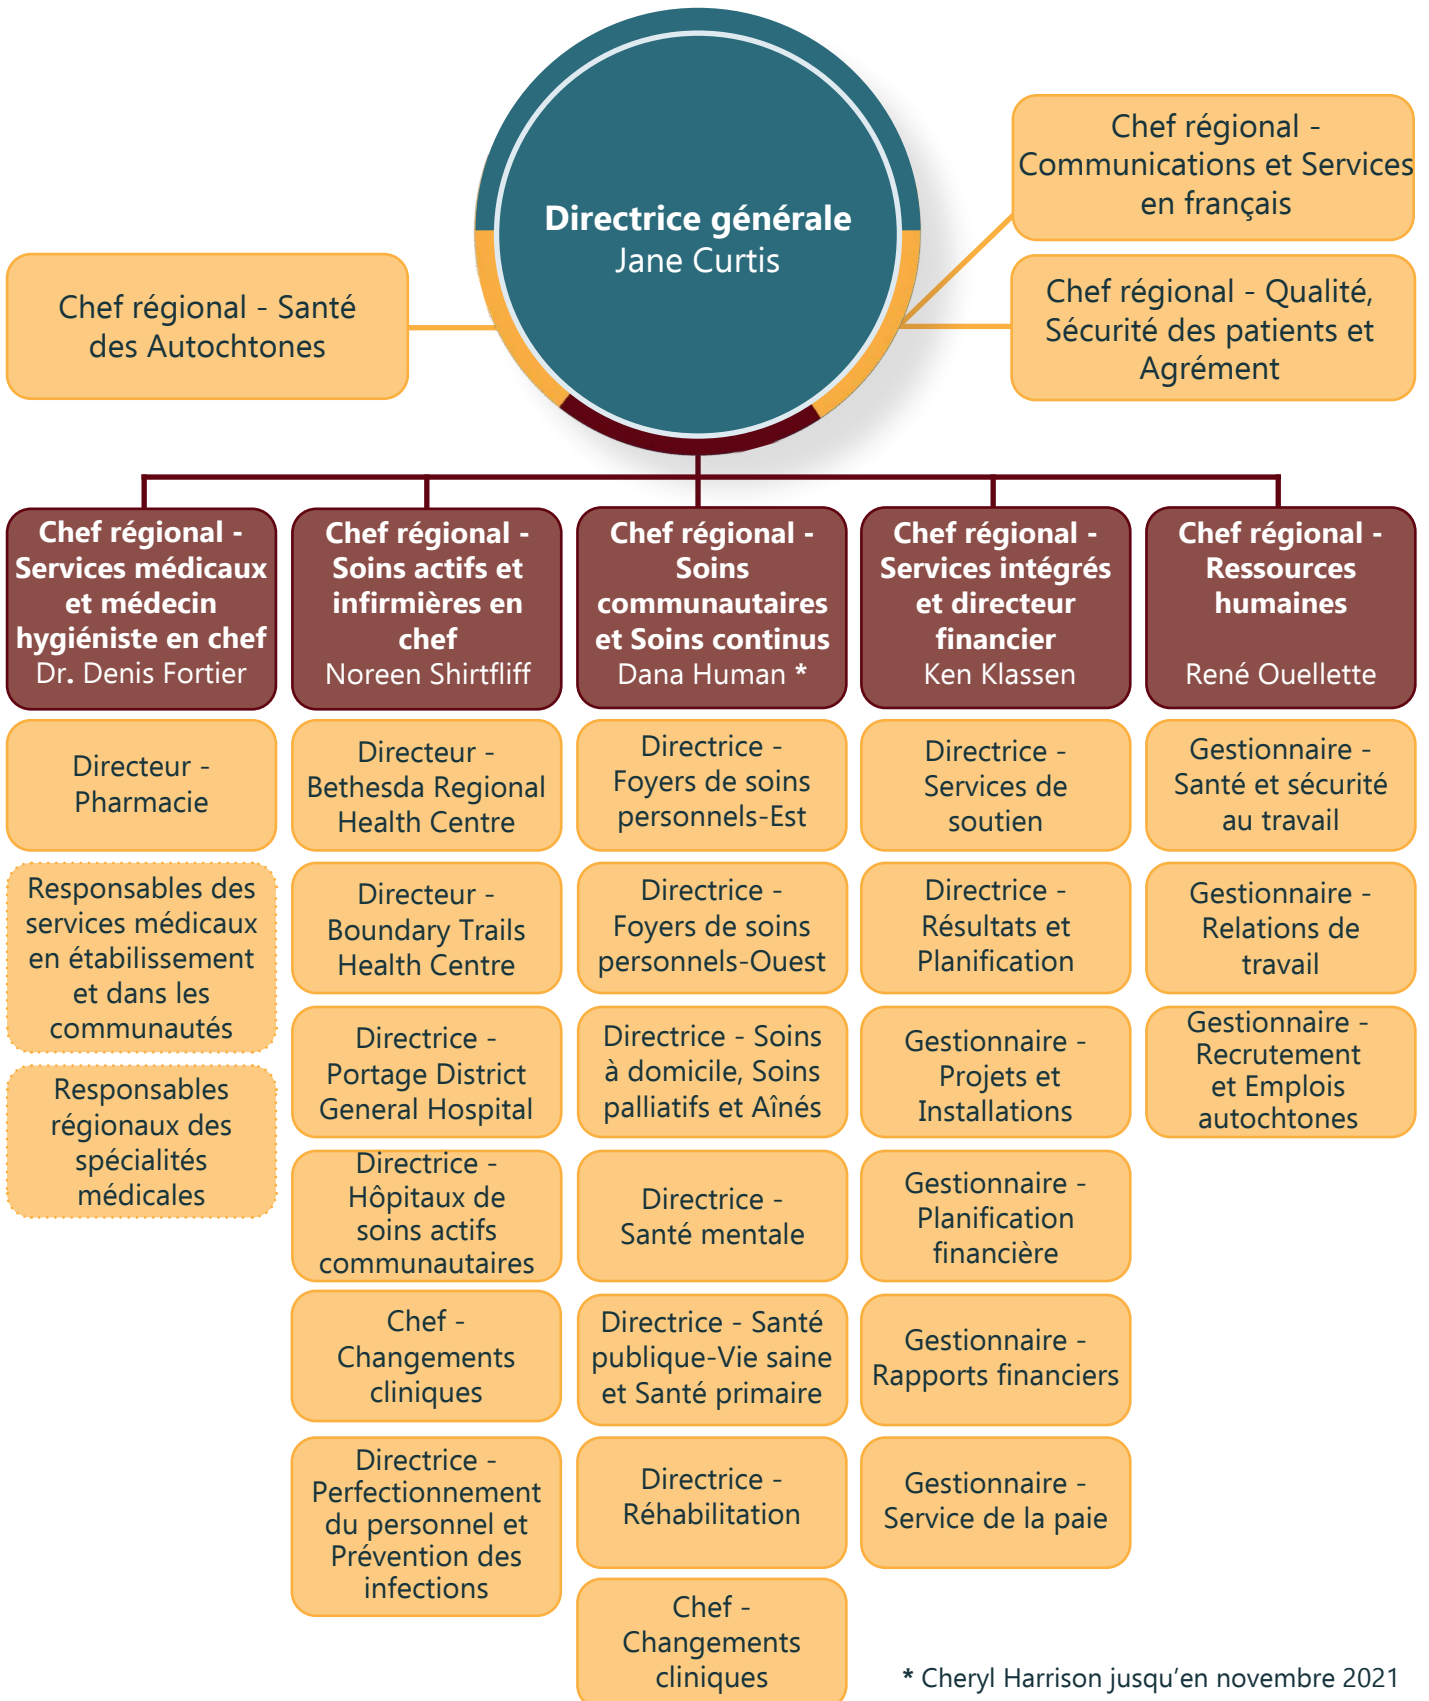 Directrice générale
Jane Curtis
Chef régional -
Communications et Services
en français
Chef régional - Santé
des Autochtones
Chef régional - Qualité,
Sécurité des patients et
Agrément
Chef régional -
Services médicaux
et médecin
hygiéniste en chef
Dr. Denis Fortier
Directeur -
Pharmacie
Responsables des
services médicaux
en étabilissement
et dans les
communautés
Responsables
régionaux des
spécialités
médicales
Chef régional -
Soins actifs et
infirmières en
chef
Noreen Shirtfliff
Directeur -
Bethesda Regional
Health Centre
Directeur -
Boundary Trails
Health Centre
Directrice -
Portage District
General Hospital
Directrice -
Hôpitaux de
soins actifs
communautaires
Chef -
Changements
cliniques
Directrice -
Perfectionnement
du personnel et
Prévention des
infections
Chef régional -
Soins
communautaires
et Soins continus
Dana Human *
Directrice -
Foyers de soins
personnels-Est
Directrice -
Foyers de soins
personnels-Ouest
Directrice - Soins
à domicile, Soins
palliatifs et Aînés
Directrice -
Santé mentale
Directrice - Santé
publique-Vie saine
et Santé primaire
Directrice -
Réhabilitation
Chef -
Changements
cliniques
Chef régional -
Services intégrés
et directeur
financier
Ken Klassen
Directrice -
Services de
soutien
Directrice -
Résultats et
Planification
Gestionnaire -
Projets et
Installations
Gestionnaire -
Planification
financière
Gestionnaire -
Rapports financiers
Gestionnaire -
Service de la paie
Chef régional -
Ressources
humaines
René Ouellette
Gestionnaire -
Santé et sécurité
au travail
Gestionnaire -
Relations de
travail
Gestionnaire -
Recrutement
et Emplois
autochtones
* Cheryl Harrison jusqu'en novembre 2021